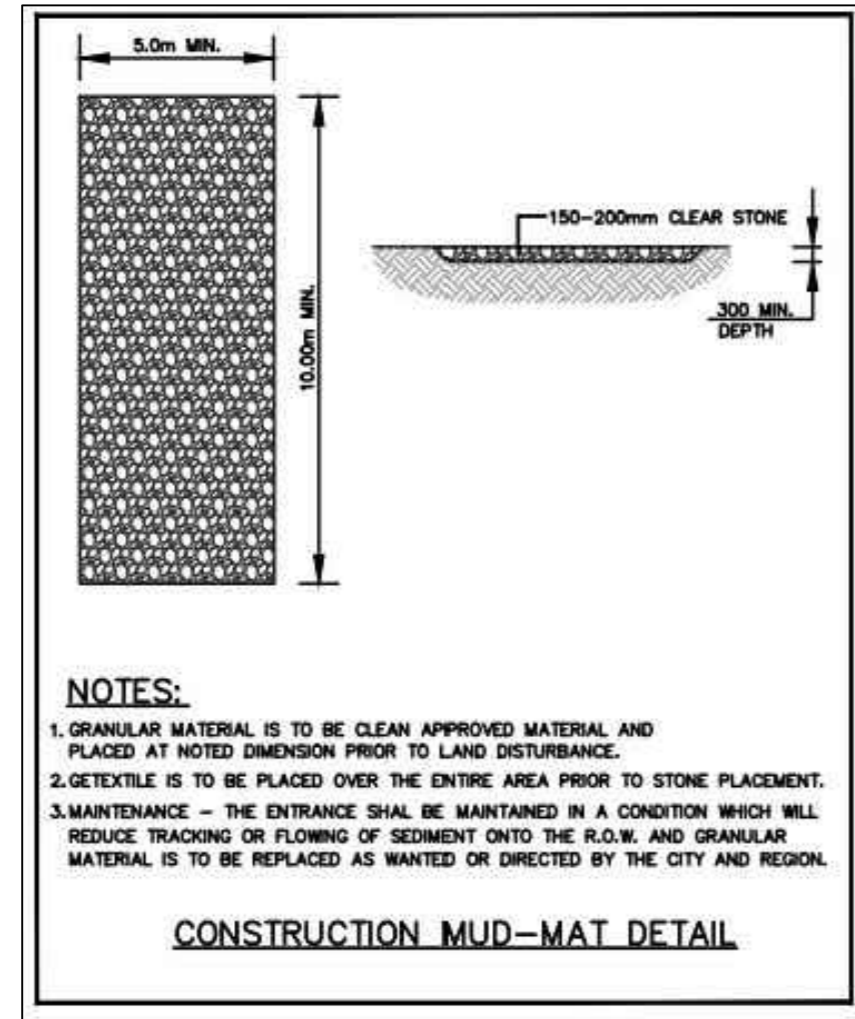 5.0m MIN.
10.00m MIN.
150-200mm CLEAR STONE
300 MIN.
DEPTH
NOTES:
1. GRANULAR MATERIAL IS TO BE CLEAN APPROVED MATERIAL AND
PLACED AT NOTED DIMENSION PRIOR TO LAND DISTURBANCE.
2. GETEXTILE IS TO BE PLACED OVER THE ENTIRE AREA PRIOR TO STONE PLACEMENT.
3. MAINTENANCE – THE ENTRANCE SHAL BE MAINTAINED IN A CONDITION WHICH WILL
REDUCE TRACKING OR FLOWING OF SEDIMENT ONTO THE R.O.W. AND GRANULAR
MATERIAL IS TO BE REPLACED AS WANTED OR DIRECTED BY THE CITY AND REGION.
CONSTRUCTION MUD-MAT DETAIL